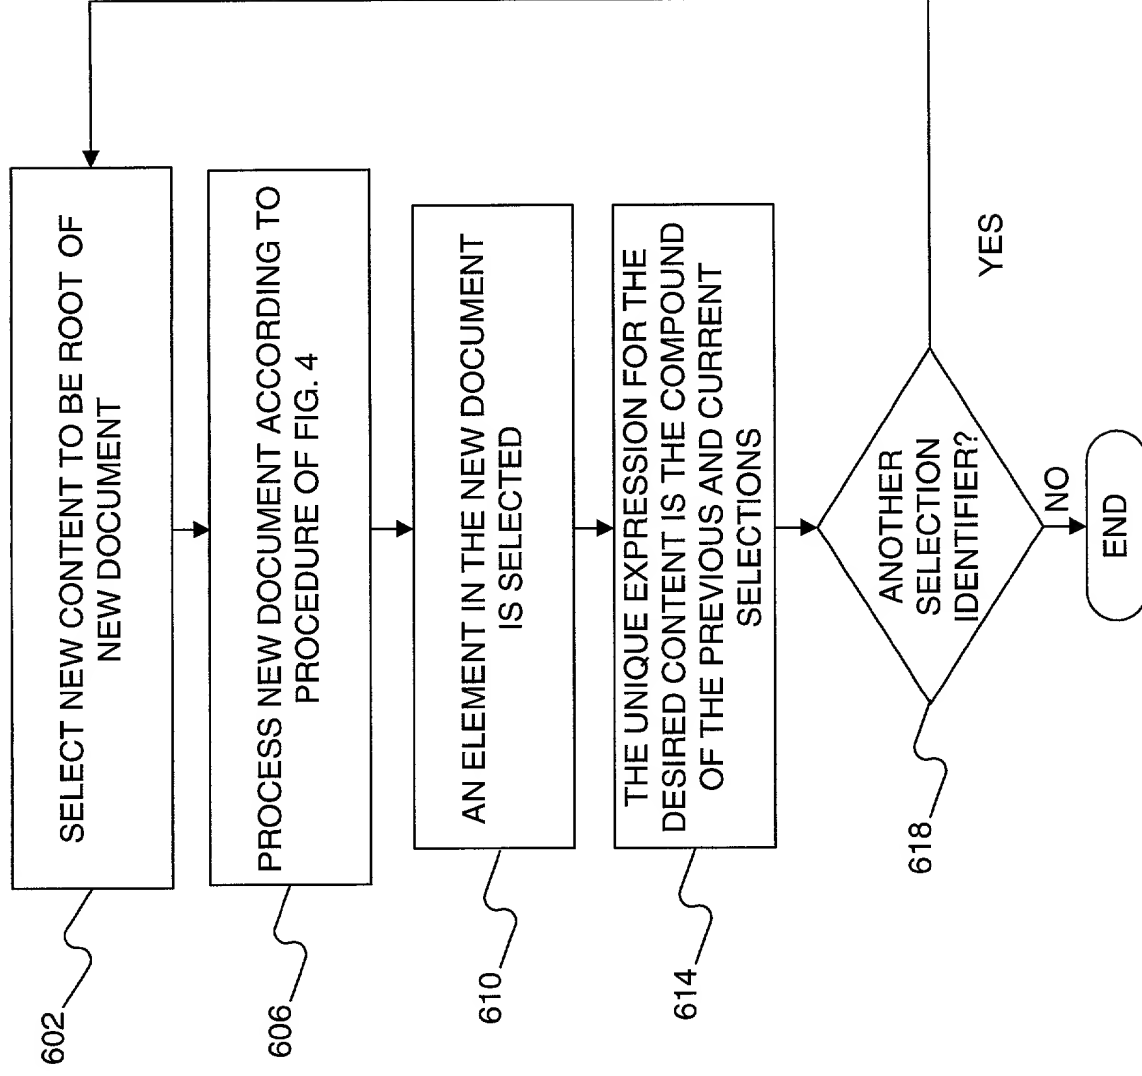 602
SELECT NEW CONTENT TO BE ROOT OF
NEW DOCUMENT
606
PROCESS NEW DOCUMENT ACCORDING TO
PROCEDURE OF FIG. 4
610
AN ELEMENT IN THE NEW DOCUMENT
IS SELECTED
614
THE UNIQUE EXPRESSION FOR THE
DESIRED CONTENT IS THE COMPOUND
OF THE PREVIOUS AND CURRENT
SELECTIONS
618
ANOTHER
SELECTION
IDENTIFIER?
YES
NO
END